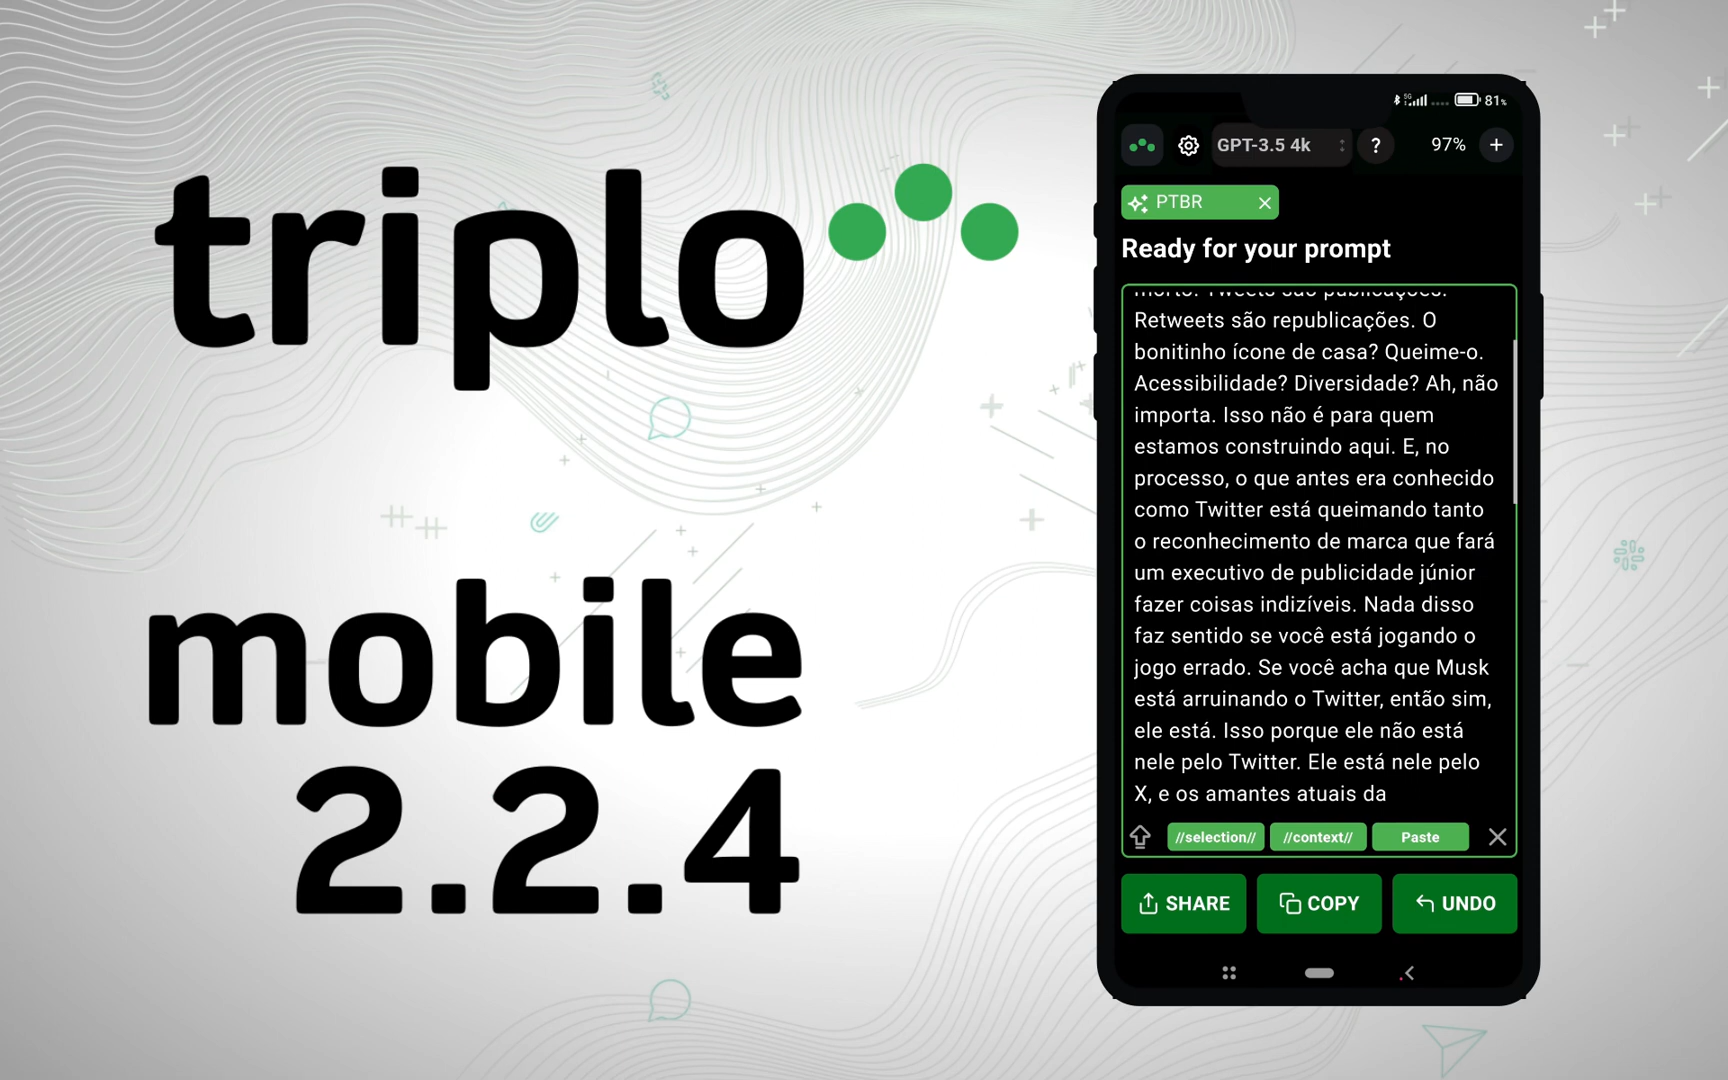 triplo
mobile
2.2.4
5G
81%
GPT-3.5 4k
?
97%
+
PTBR
Ready for your prompt
morto. Tweets são publicações.
Retweets são republicações. O
bonitinho ícone de casa? Queime-o.
Acessibilidade? Diversidade? Ah, não
importa. Isso não é para quem
estamos construindo aqui. E, no
processo, o que antes era conhecido
como Twitter está queimando tanto
o reconhecimento de marca que fará
um executivo de publicidade júnior
fazer coisas indizíveis. Nada disso
faz sentido se você está jogando o
jogo errado. Se você acha que Musk
está arruinando o Twitter, então sim,
ele está. Isso porque ele não está
nele pelo Twitter. Ele está nele pelo
X, e os amantes atuais da
//selection// //context// Paste
SHARE COPY UNDO